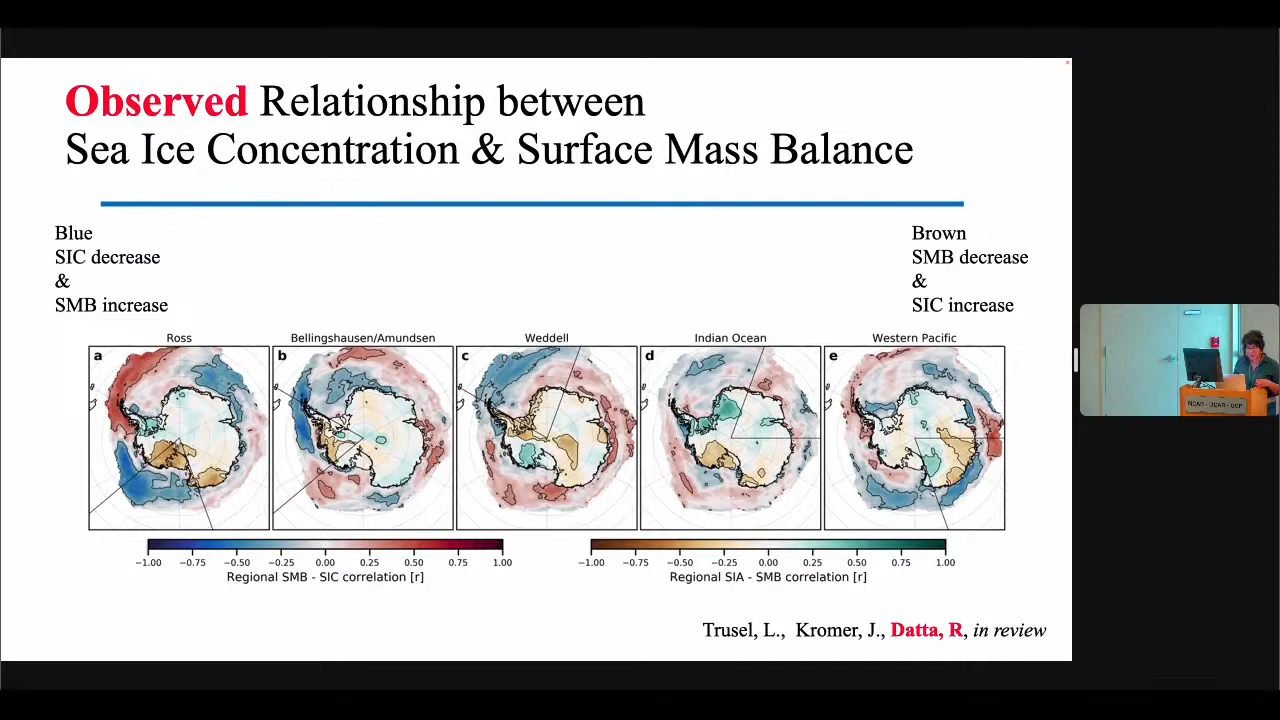 Observed Relationship between
Sea Ice Concentration & Surface Mass Balance
Blue
SIC decrease
&
SMB increase
Brown
SMB decrease
&
SIC increase
Ross
Bellingshausen/Amundsen
Weddell
Indian Ocean
Western Pacific
a
b
c
d
e
−1.00 −0.75 −0.50 −0.25 0.00 0.25 0.50 0.75 1.00
Regional SMB - SIC correlation [r]
−1.00 −0.75 −0.50 −0.25 0.00 0.25 0.50 0.75 1.00
Regional SIA - SMB correlation [r]
Trusel, L., Kromer, J., Datta, R, in review
NCAR - UCAR - UCP